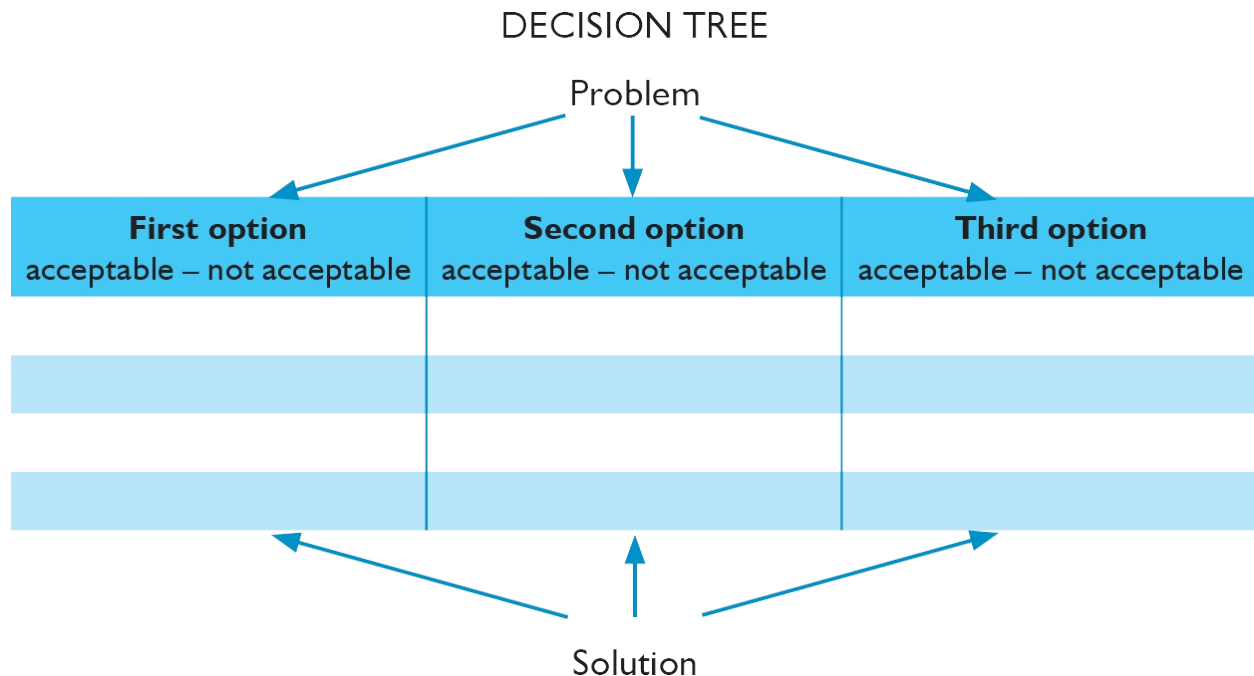 DECISION TREE
Problem
First option
acceptable – not acceptable
Second option
acceptable – not acceptable
Third option
acceptable – not acceptable
Solution